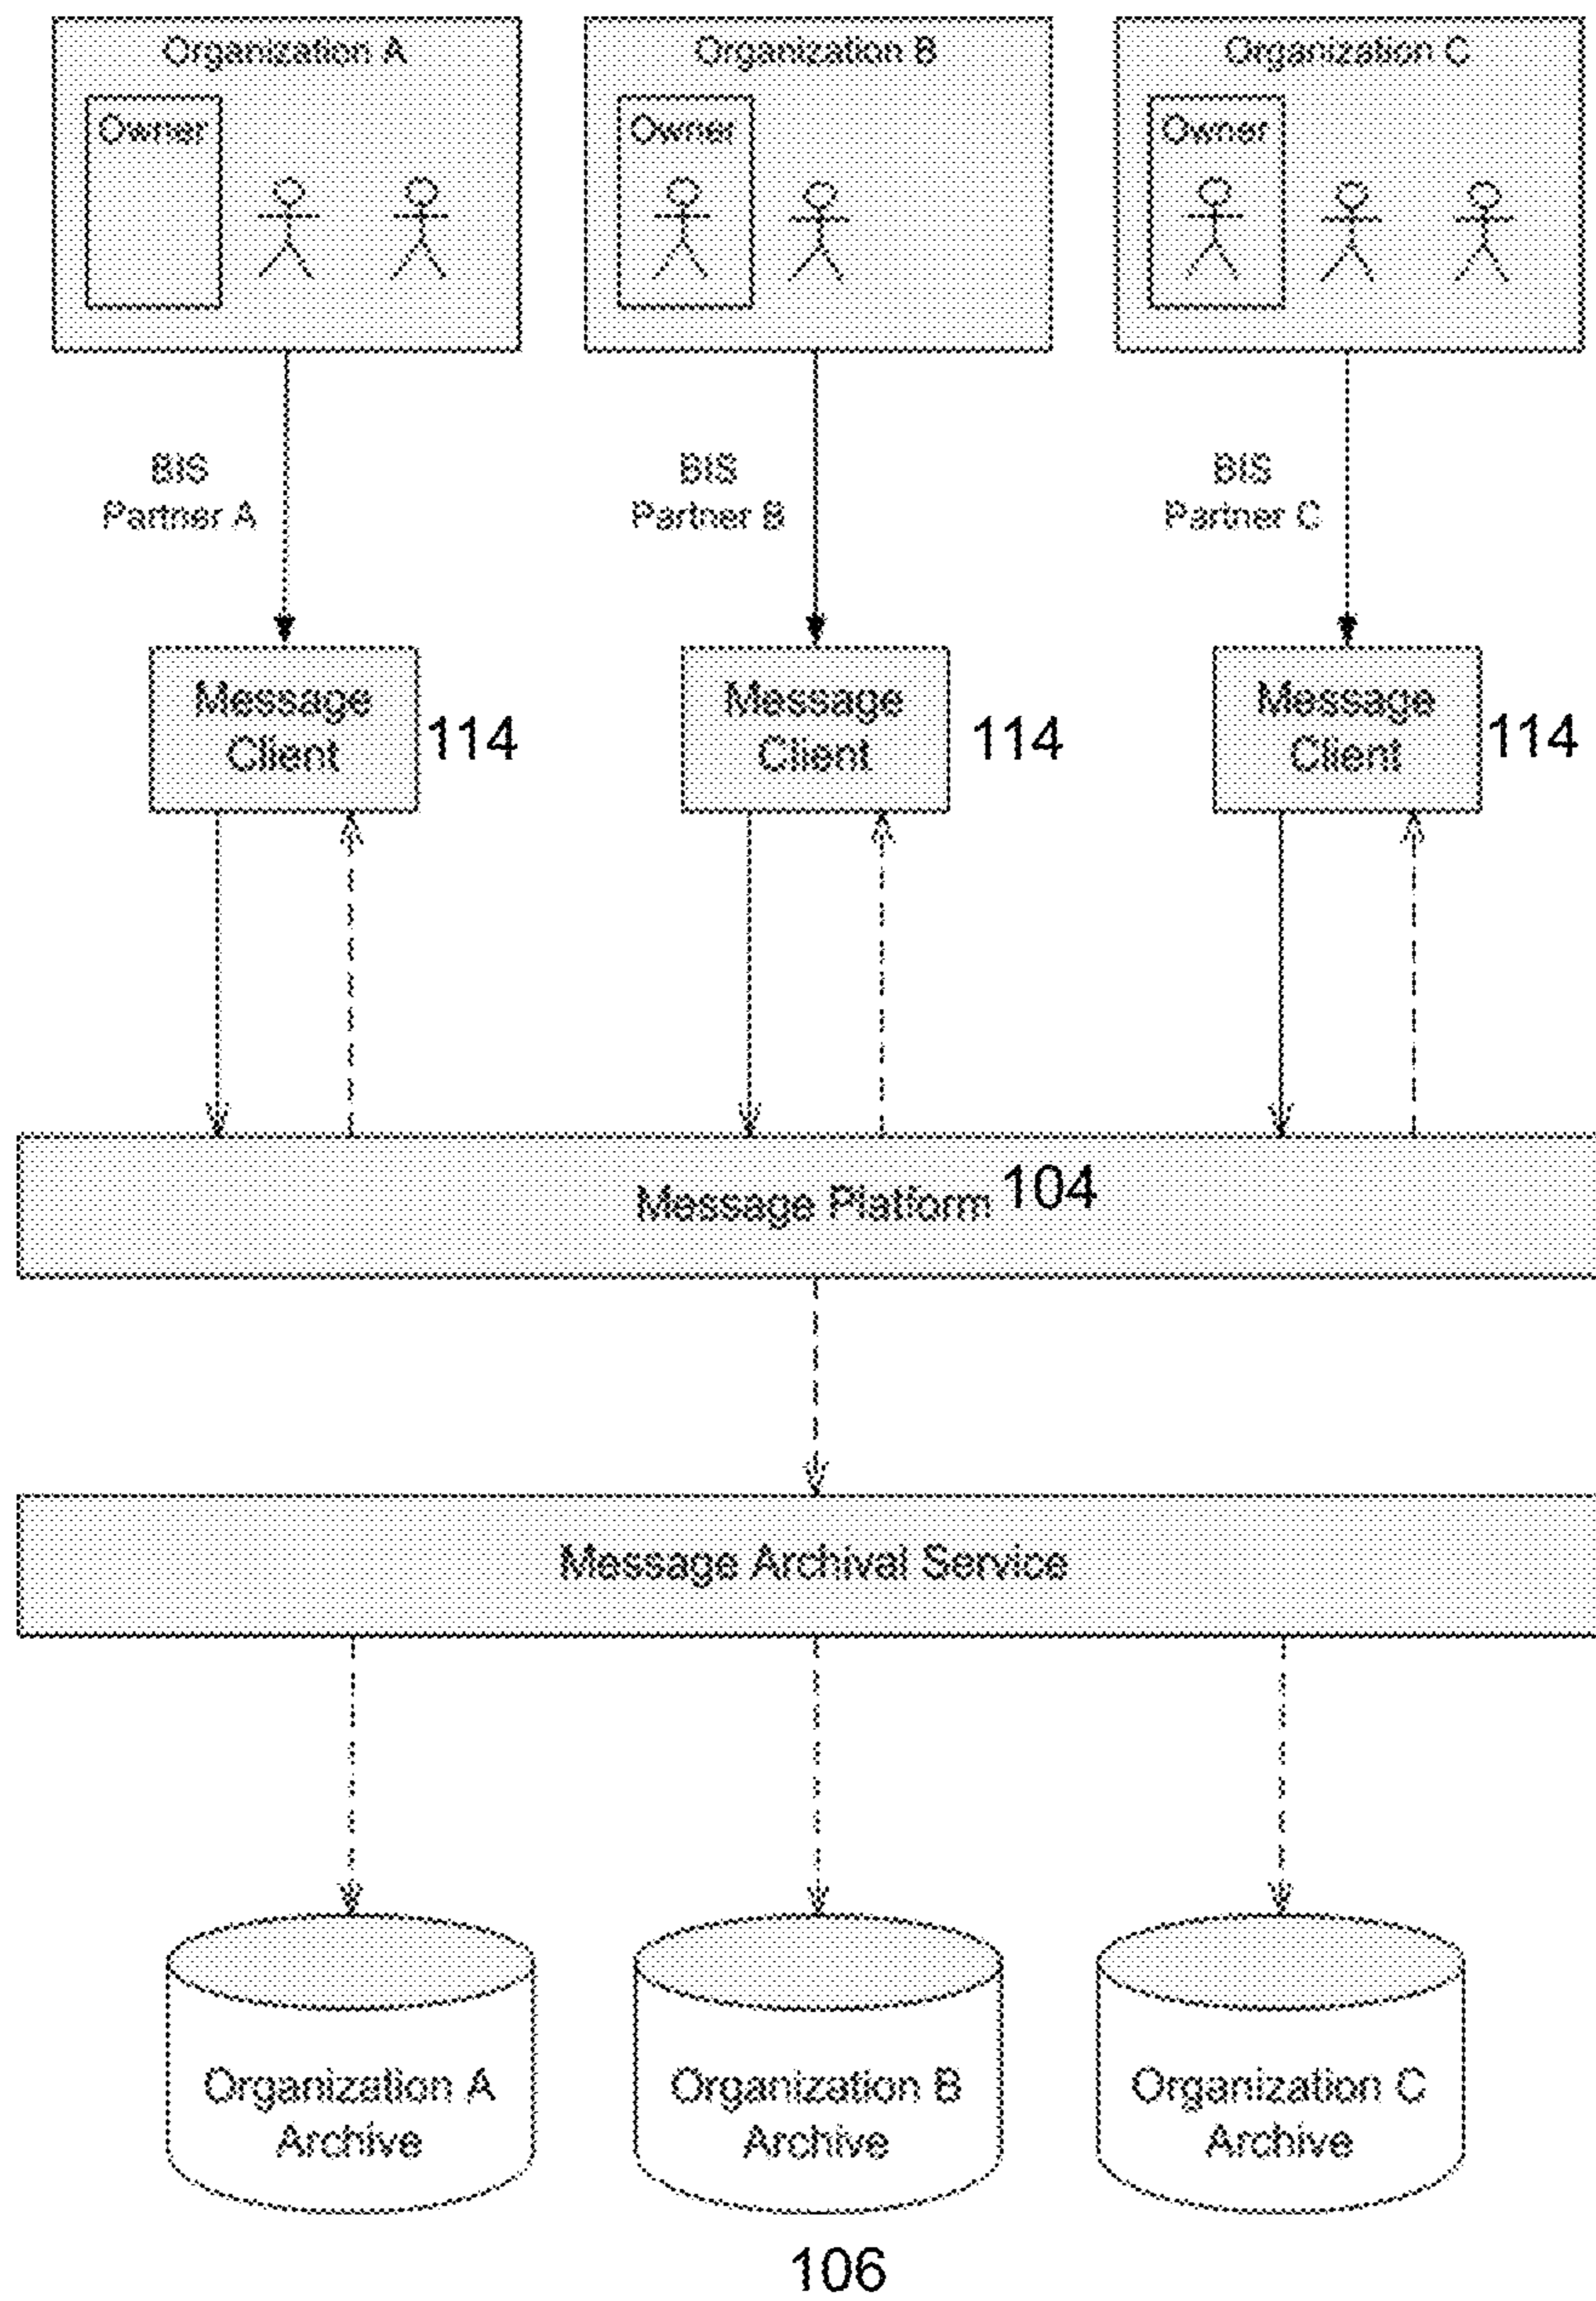 Organization A
Organization B
Organization C
Owner
Owner
Owner
BIS
Partner A
BIS
Partner B
BIS
Partner C
Message
Client
114
Message
Client
114
Message
Client
114
Message Platform 104
Message Archival Service
Organization A
Archive
Organization B
Archive
Organization C
Archive
106